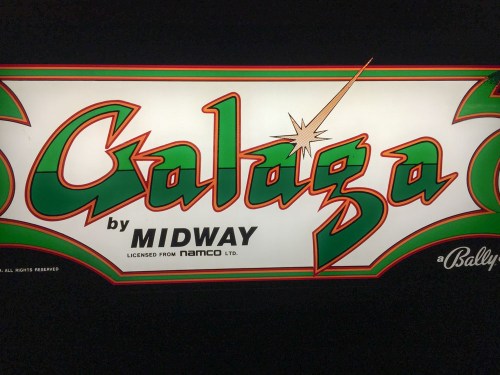 Galaga
by MIDWAY
LICENSED FROM namco LTD.
ALL RIGHTS RESERVED
a Bally